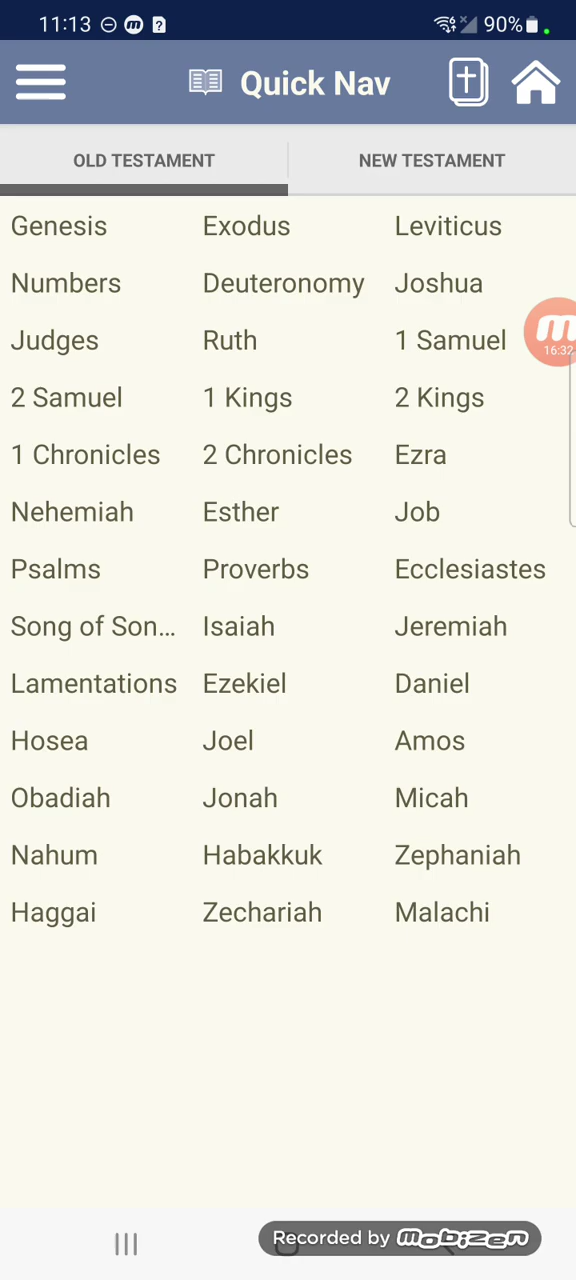 11:13 m ? 6 90%
Quick Nav
OLD TESTAMENT NEW TESTAMENT
Genesis Exodus Leviticus
Numbers Deuteronomy Joshua
Judges Ruth 1 Samuel
m
16:32
2 Samuel 1 Kings 2 Kings
1 Chronicles 2 Chronicles Ezra
Nehemiah Esther Job
Psalms Proverbs Ecclesiastes
Song of Son... Isaiah Jeremiah
Lamentations Ezekiel Daniel
Hosea Joel Amos
Obadiah Jonah Micah
Nahum Habakkuk Zephaniah
Haggai Zechariah Malachi
Recorded by mobizen